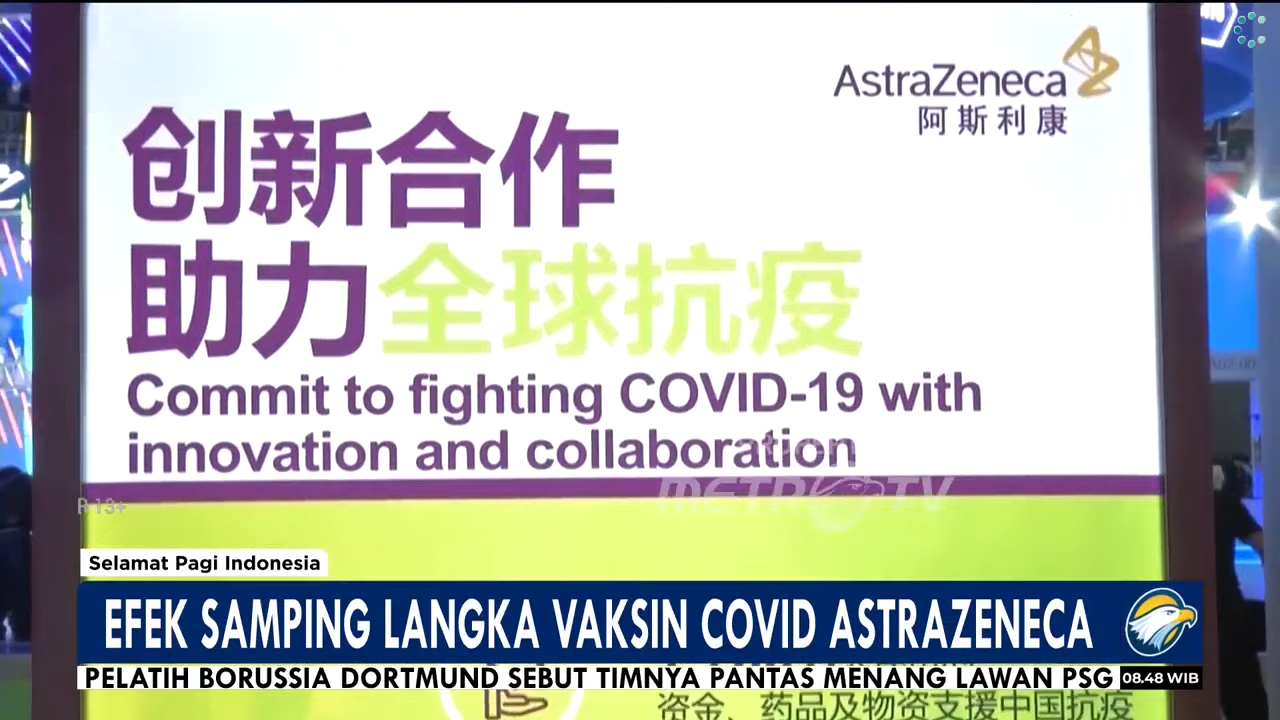 AstraZeneca
阿斯利康
创新合作
助力全球抗疫
Commit to fighting COVID-19 with
innovation and collaboration
METRO TV
R 13+
Selamat Pagi Indonesia
EFEK SAMPING LANGKA VAKSIN COVID ASTRAZENECA
PELATIH BORUSSIA DORTMUND SEBUT TIMNYA PANTAS MENANG LAWAN PSG
08.48 WIB
资金、药品及物资支援中国抗疫